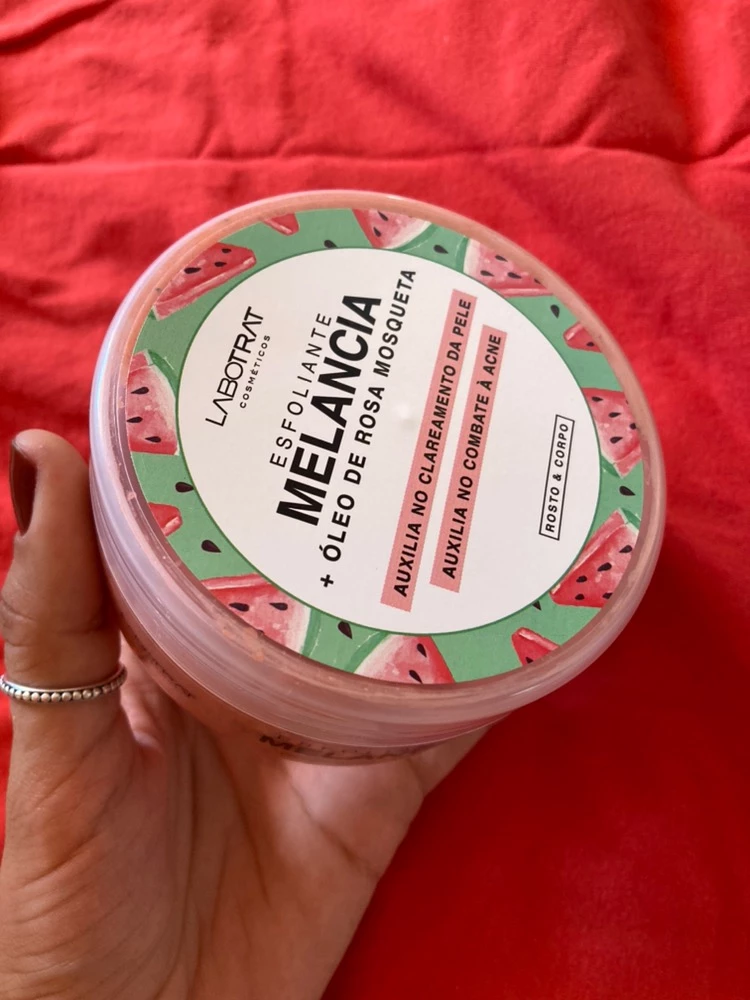 LABOTRAT
COSMÉTICOS
ESFOLIANTE
MELANCIA
+ ÓLEO DE ROSA MOSQUETA
AUXILIA NO CLAREAMENTO DA PELE
AUXILIA NO COMBATE À ACNE
ROSTO & CORPO